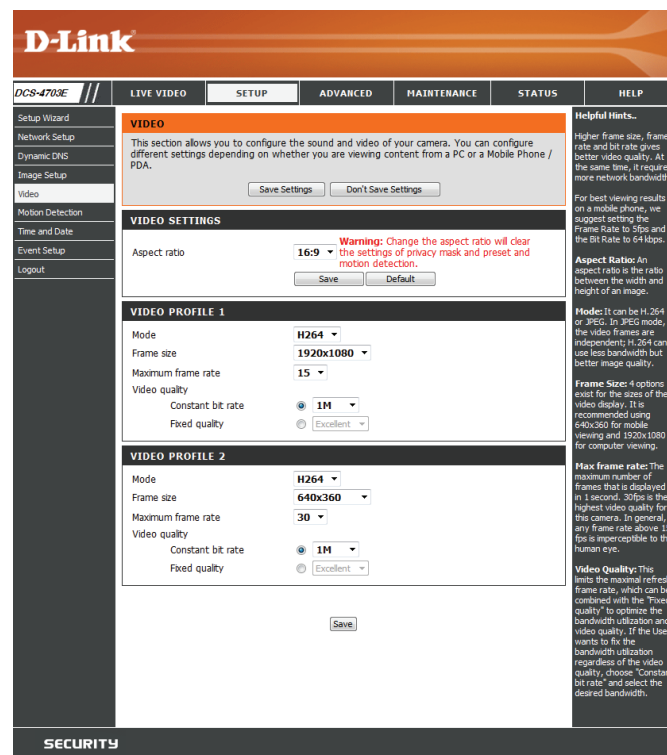 D-Link
DCS-4703E // LIVE VIDEO SETUP ADVANCED MAINTENANCE STATUS HELP
Setup Wizard
Network Setup
Dynamic DNS
Image Setup
Video
Motion Detection
Time and Date
Event Setup
Logout
VIDEO
This section allows you to configure the sound and video of your camera. You can configure
different settings depending on whether you are viewing content from a PC or a Mobile Phone /
PDA.
Save Settings Don't Save Settings
VIDEO SETTINGS
Aspect ratio 16:9 Warning: Change the aspect ratio will clear
the settings of privacy mask and preset and
motion detection.
Save Default
VIDEO PROFILE 1
Mode H264
Frame size 1920x1080
Maximum frame rate 15
Video quality
Constant bit rate 1M
Fixed quality Excellent
VIDEO PROFILE 2
Mode H264
Frame size 640x360
Maximum frame rate 30
Video quality
Constant bit rate 1M
Fixed quality Excellent
Save
Helpful Hints..
Higher frame size, frame
rate and bit rate gives
better video quality. At
the same time, it require
more network bandwidth
For best viewing results
on a mobile phone, we
suggest setting the
Frame Rate to 5fps and
the Bit Rate to 64 kbps.
Aspect Ratio: An
aspect ratio is the ratio
between the width and
height of an image.
Mode: It can be H.264
or JPEG. In JPEG mode,
the video frames are
independent; H.264 can
use less bandwidth but
better image quality.
Frame Size: 4 options
exist for the sizes of the
video display. It is
recommended using
640x360 for mobile
viewing and 1920x1080
for computer viewing.
Max frame rate: The
maximum number of
frames that is displayed
in 1 second. 30fps is the
highest video quality for
this camera. In general,
any frame rate above
fps is imperceptible to th
human eye.
Video Quality: This
limits the maximal refres
frame rate, which can be
combined with the "Fixed
quality" to optimize the
bandwidth utilization and
video quality. If the Use
wants to fix the
bandwidth utilization
regardless of the video
quality, choose "Constan
bit rate" and select the
desired bandwidth.
SECURITY